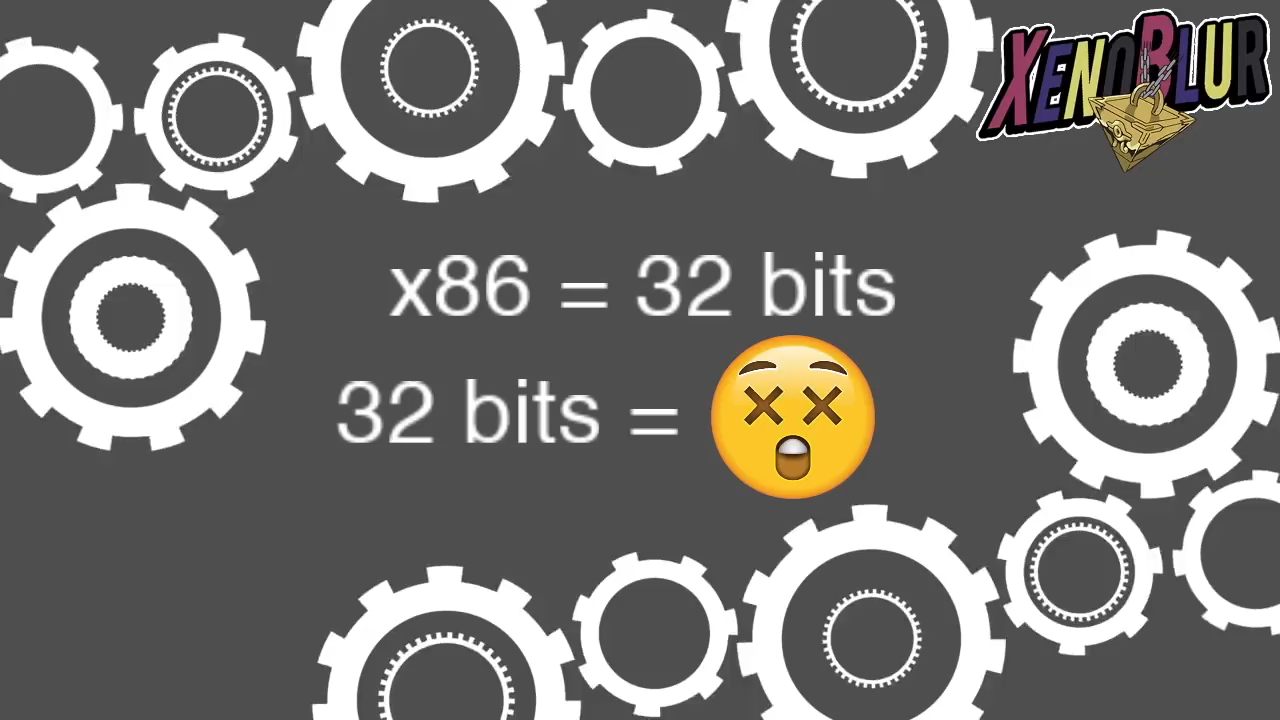 XENOBLUR
x86 = 32 bits
32 bits = 😵